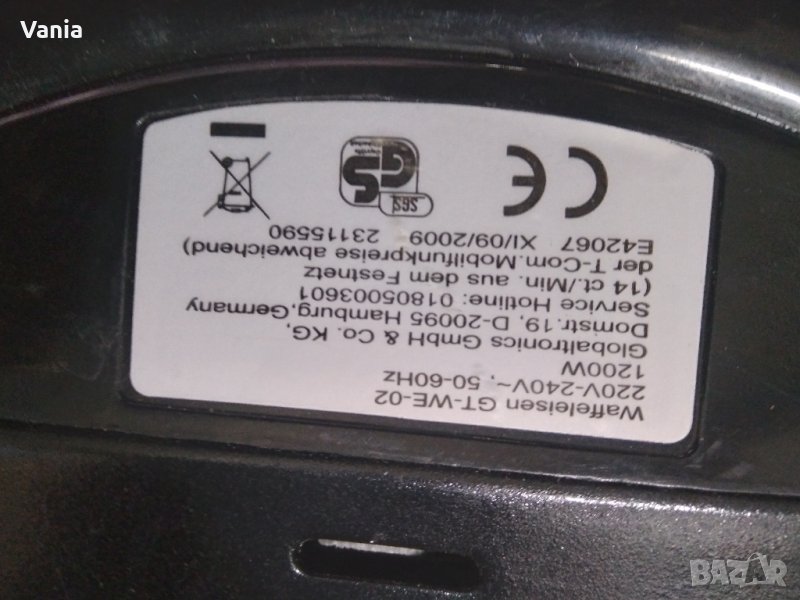 Vania
Waffeleisen GT-WE-02
220V-240V~, 50-60Hz
1200W
Globaltronics GmbH & Co. KG,
Domstr.19, D-20095 Hamburg,Germany
Service Hotline: 01805003601
(14 ct./Min. aus dem Festnetz
der T-Com.Mobilfunkpreise abweichend)
E42067 XI/09/2009 23115590
CE
GS
SGS
BAZAR